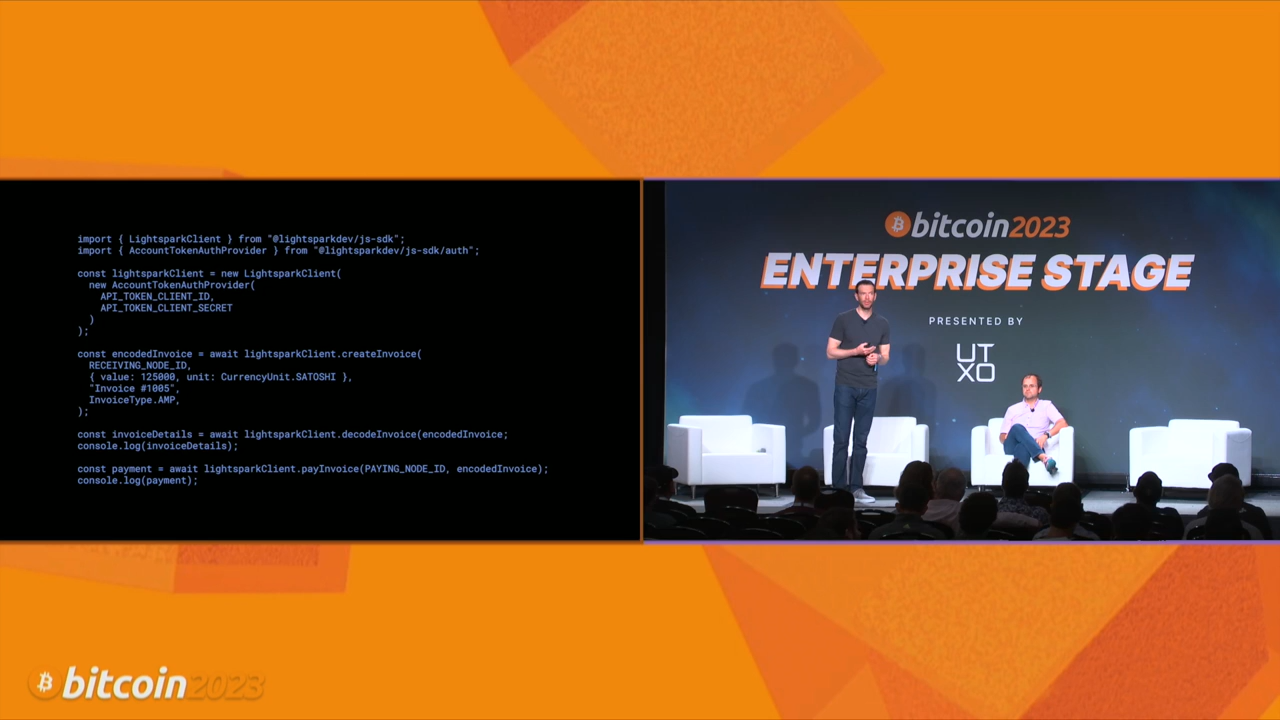 import { LightsparkClient } from "@lightsparkdev/js-sdk";
import { AccountTokenAuthProvider } from "@lightsparkdev/js-sdk/auth";
const lightsparkClient = new LightsparkClient(
new AccountTokenAuthProvider(
API_TOKEN_CLIENT_ID,
API_TOKEN_CLIENT_SECRET
)
);
const encodedInvoice = await lightsparkClient.createInvoice(
RECEIVING_NODE_ID,
{ value: 125000, unit: CurrencyUnit.SATOSHI },
"Invoice #1005",
InvoiceType.AMP,
);
const invoiceDetails = await lightsparkClient.decodeInvoice(encodedInvoice;
console.log(invoiceDetails);
const payment = await lightsparkClient.payInvoice(PAYING_NODE_ID, encodedInvoice);
console.log(payment);
bitcoin2023
ENTERPRISE STAGE
PRESENTED BY
UT
XO
bitcoin2023